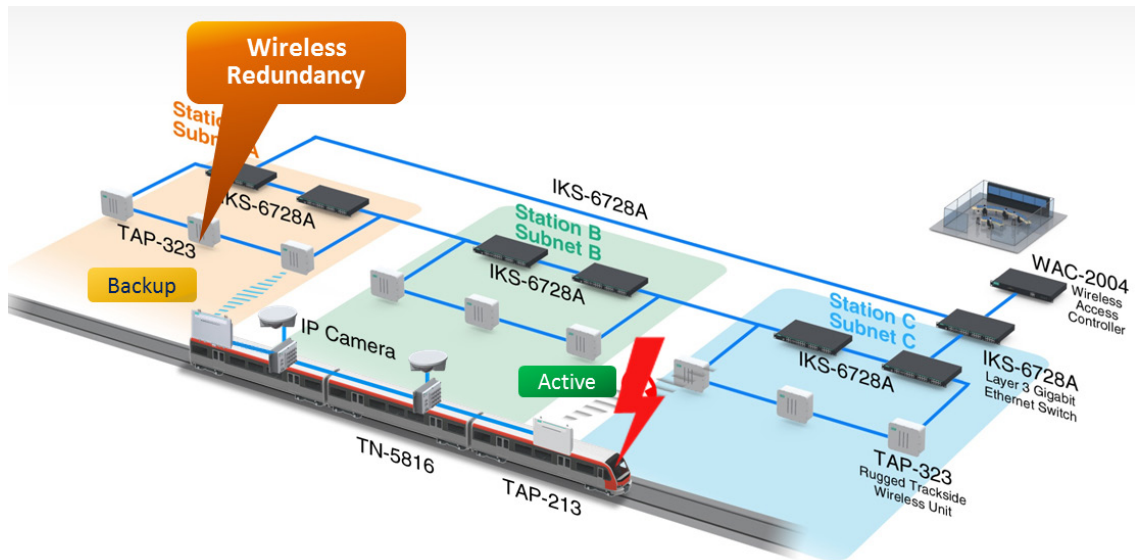 Wireless
Redundancy
Station
Subnet A
IKS-6728A
TAP-323
Backup
IP Camera
IKS-6728A
Station B
Subnet B
IKS-6728A
Active
TN-5816
TAP-213
Station C
Subnet C
IKS-6728A
WAC-2004
Wireless
Access
Controller
IKS-6728A
Layer 3 Gigabit
Ethernet Switch
TAP-323
Rugged Trackside
Wireless Unit